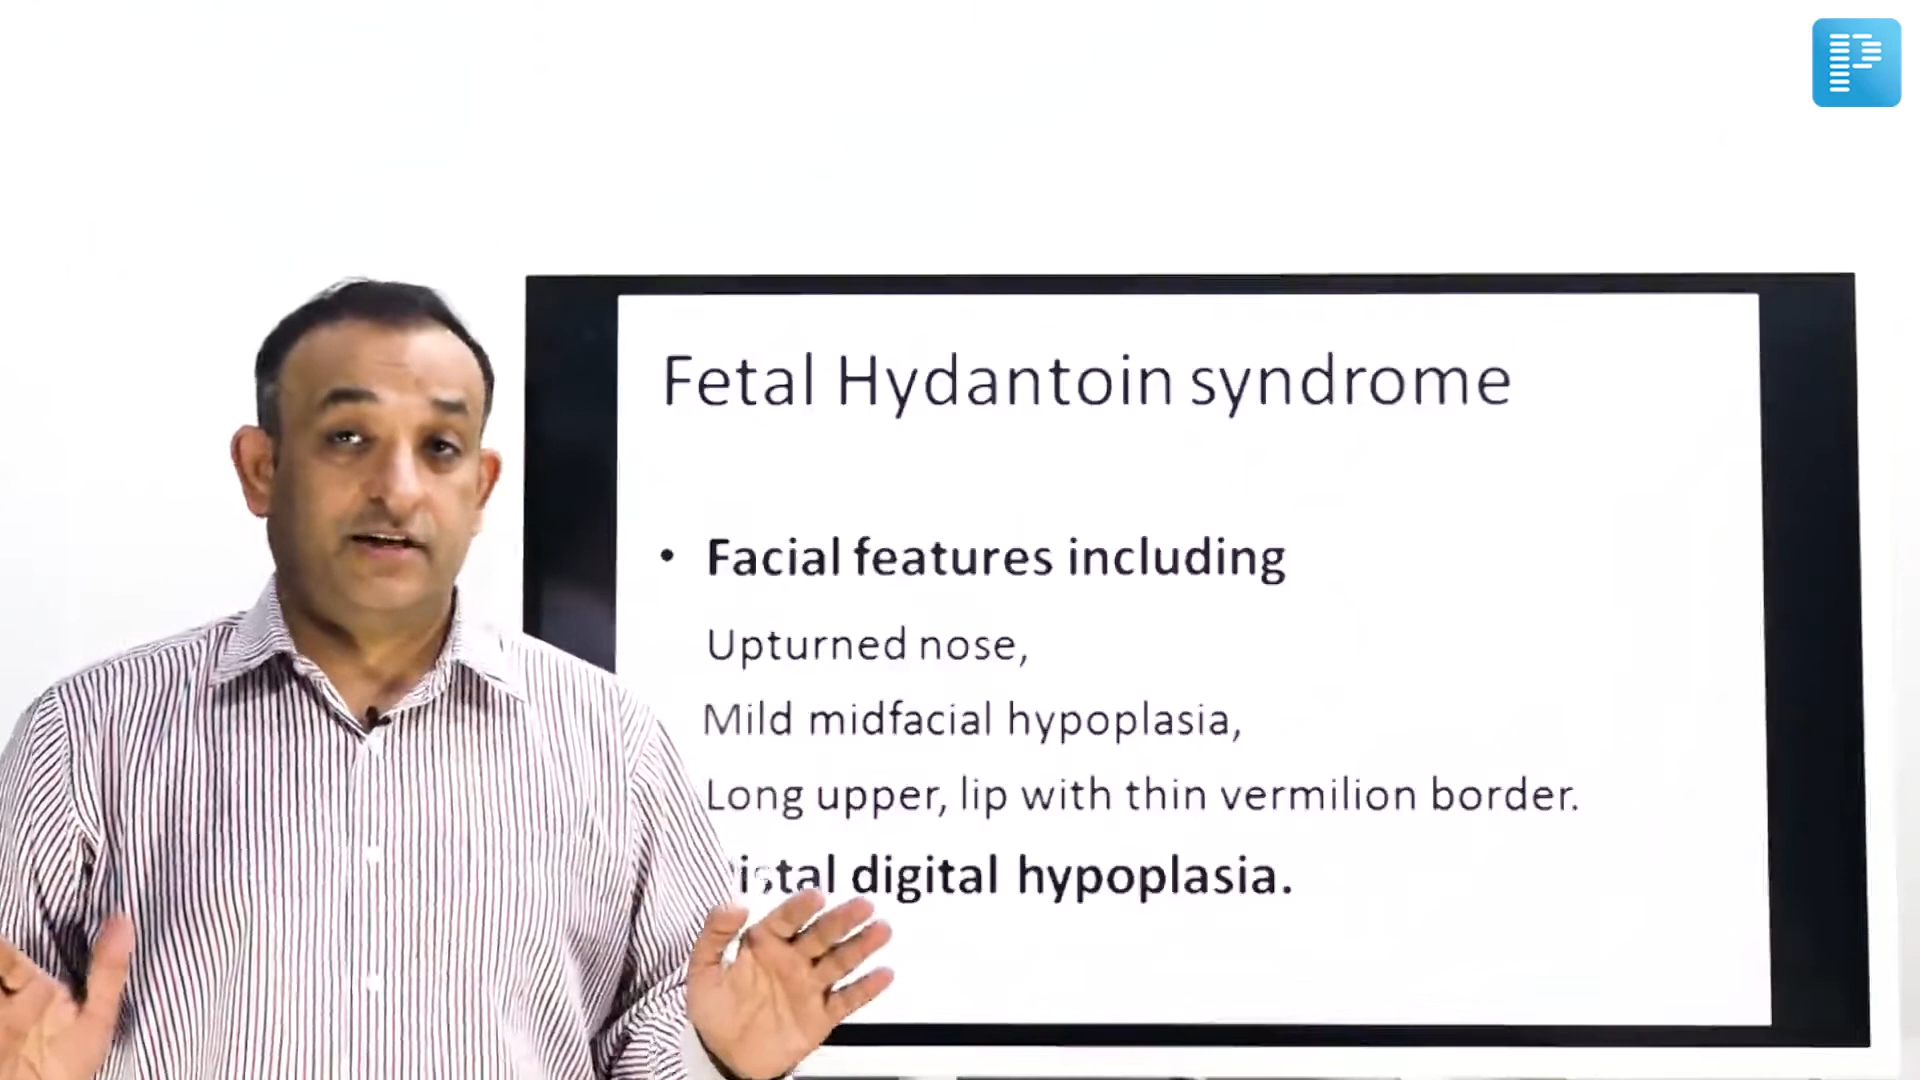 Fetal Hydantoin syndrome
• Facial features including
Upturned nose,
Mild midfacial hypoplasia,
Long upper, lip with thin vermilion border.
digital hypoplasia.